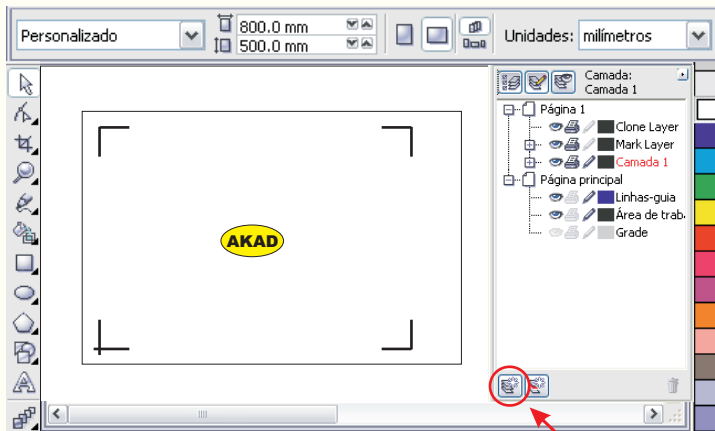 Personalizado
800.0 mm
500.0 mm
Unidades: milímetros
Camada:
Camada 1
Página 1
Clone Layer
Mark Layer
Camada 1
Página principal
Linhas-guia
Área de trab
Grade
AKAD